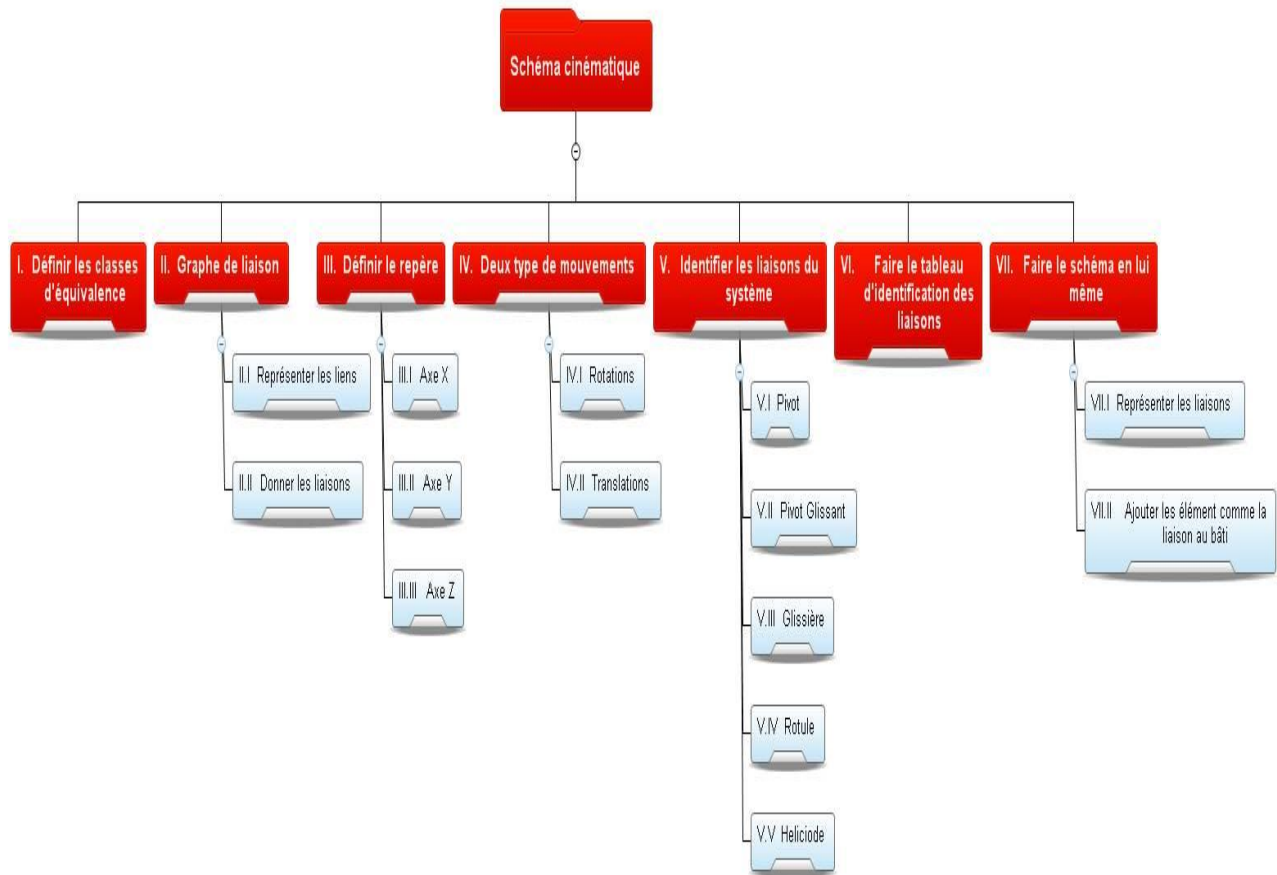 Schéma cinématique
I. Définir les classes
d'équivalence
II. Graphe de liaison
II.I Représenter les liens
II.II Donner les liaisons
III. Définir le repère
III.I Axe X
III.II Axe Y
III.III Axe Z
IV. Deux type de mouvements
IV.I Rotations
IV.II Translations
V. Identifier les liaisons du
système
V.I Pivot
V.II Pivot Glissant
V.III Glissière
V.IV Rotule
V.V Heliciode
VI. Faire le tableau
d'identification des
liaisons
VII. Faire le schéma en lui
même
VII.I Représenter les liaisons
VII.II Ajouter les élément comme la
liaison au bâti